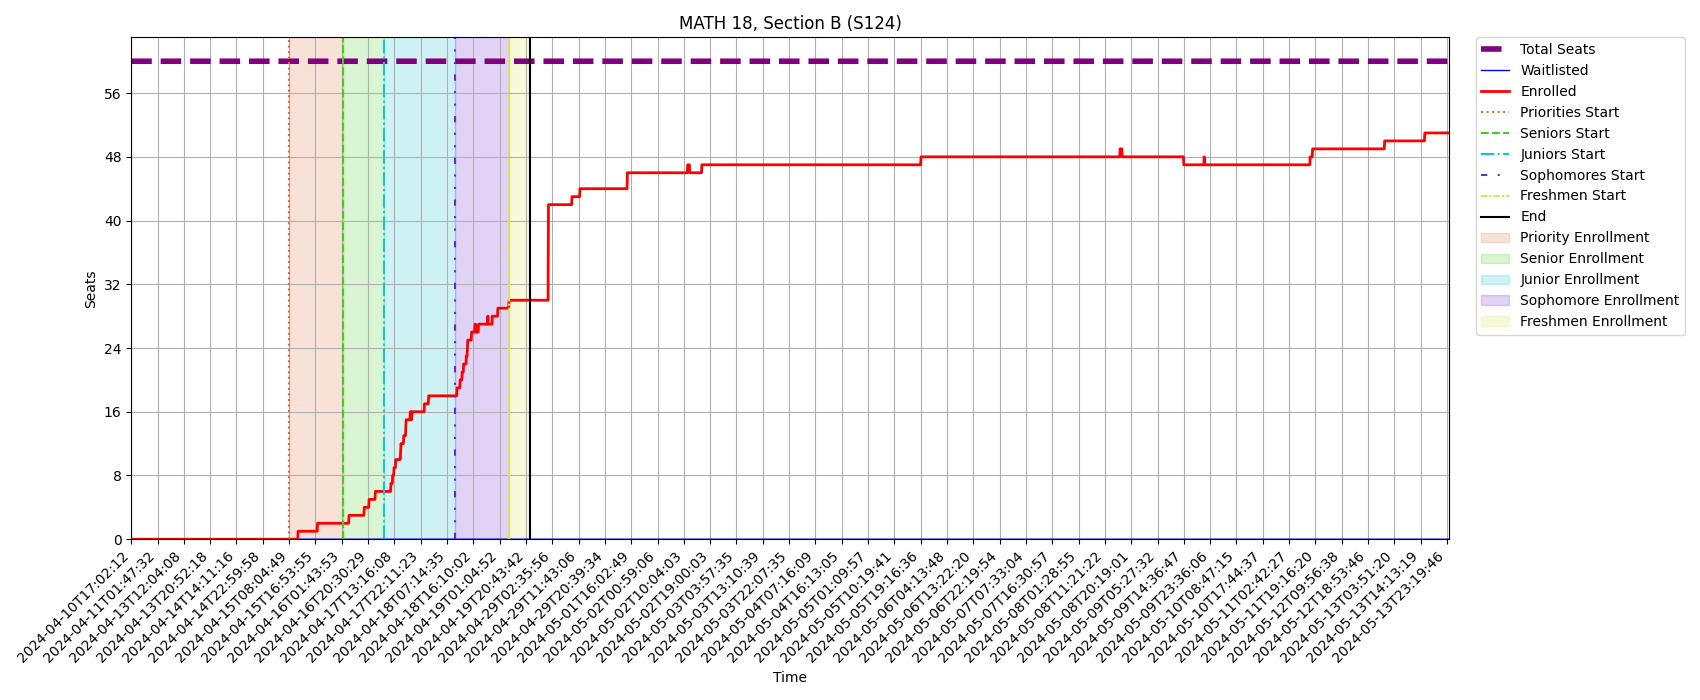 MATH 18, Section B (S124)
Total Seats
Waitlisted
Enrolled
Priorities Start
Seniors Start
Juniors Start
Sophomores Start
Freshmen Start
End
Priority Enrollment
Senior Enrollment
Junior Enrollment
Sophomore Enrollment
Freshmen Enrollment
Seats
56
48
40
32
24
16
8
0
2024-04-10T17:02:12
2024-04-11T01:47:32
2024-04-13T12:04:08
2024-04-13T20:52:18
2024-04-14T14:11:16
2024-04-14T22:59:58
2024-04-15T08:04:49
2024-04-15T16:53:55
2024-04-16T01:43:53
2024-04-16T20:30:29
2024-04-17T13:16:08
2024-04-17T22:11:23
2024-04-18T07:14:35
2024-04-18T16:10:02
2024-04-19T01:04:52
2024-04-19T20:43:42
2024-04-29T02:35:56
2024-04-29T11:43:06
2024-04-29T20:39:34
2024-05-01T16:02:49
2024-05-02T00:59:06
2024-05-02T10:04:03
2024-05-02T19:00:03
2024-05-03T03:57:35
2024-05-03T13:10:39
2024-05-03T22:07:35
2024-05-04T07:16:09
2024-05-04T16:13:05
2024-05-05T01:09:57
2024-05-05T10:19:41
2024-05-05T19:16:36
2024-05-06T04:13:48
2024-05-06T13:22:20
2024-05-06T22:19:54
2024-05-07T07:33:04
2024-05-07T16:30:57
2024-05-08T01:28:55
2024-05-08T11:21:22
2024-05-08T20:19:01
2024-05-09T05:27:32
2024-05-09T14:36:47
2024-05-09T23:36:06
2024-05-10T08:47:15
2024-05-10T17:44:37
2024-05-11T02:42:27
2024-05-11T19:16:20
2024-05-12T09:56:38
2024-05-12T18:53:46
2024-05-13T03:51:20
2024-05-13T14:13:19
2024-05-13T23:19:46
Time